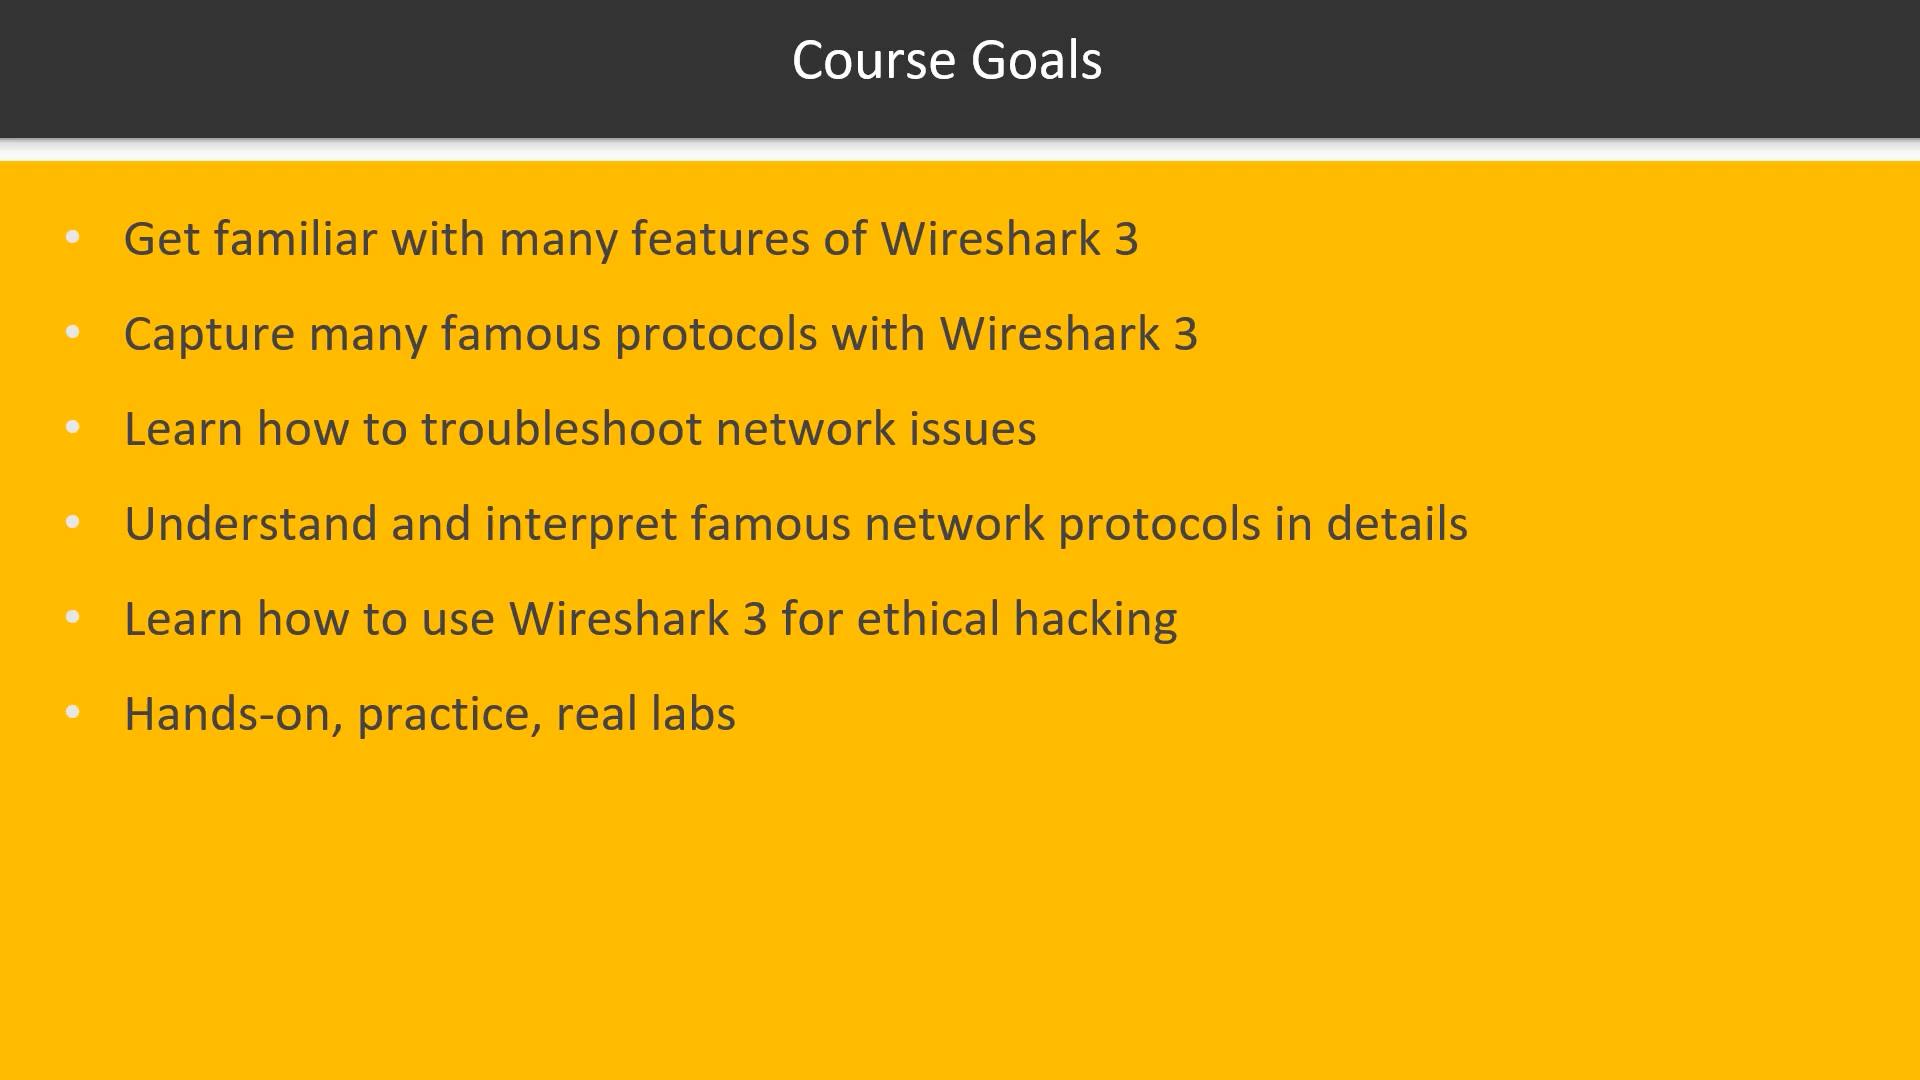 Course Goals
• Get familiar with many features of Wireshark 3
• Capture many famous protocols with Wireshark 3
• Learn how to troubleshoot network issues
• Understand and interpret famous network protocols in details
• Learn how to use Wireshark 3 for ethical hacking
• Hands-on, practice, real labs